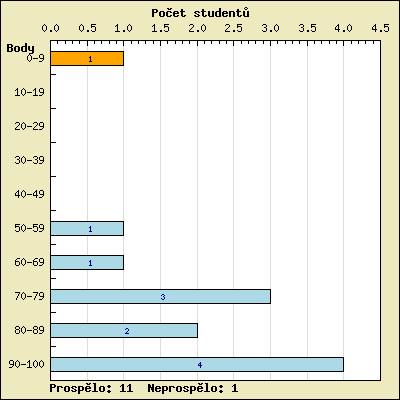 Počet studentů
0.0 0.5 1.0 1.5 2.0 2.5 3.0 3.5 4.0 4.5
Body
0-9 1
10-19
20-29
30-39
40-49
50-59 1
60-69 1
70-79 3
80-89 2
90-100 4
Prospělo: 11 Neprospělo: 1